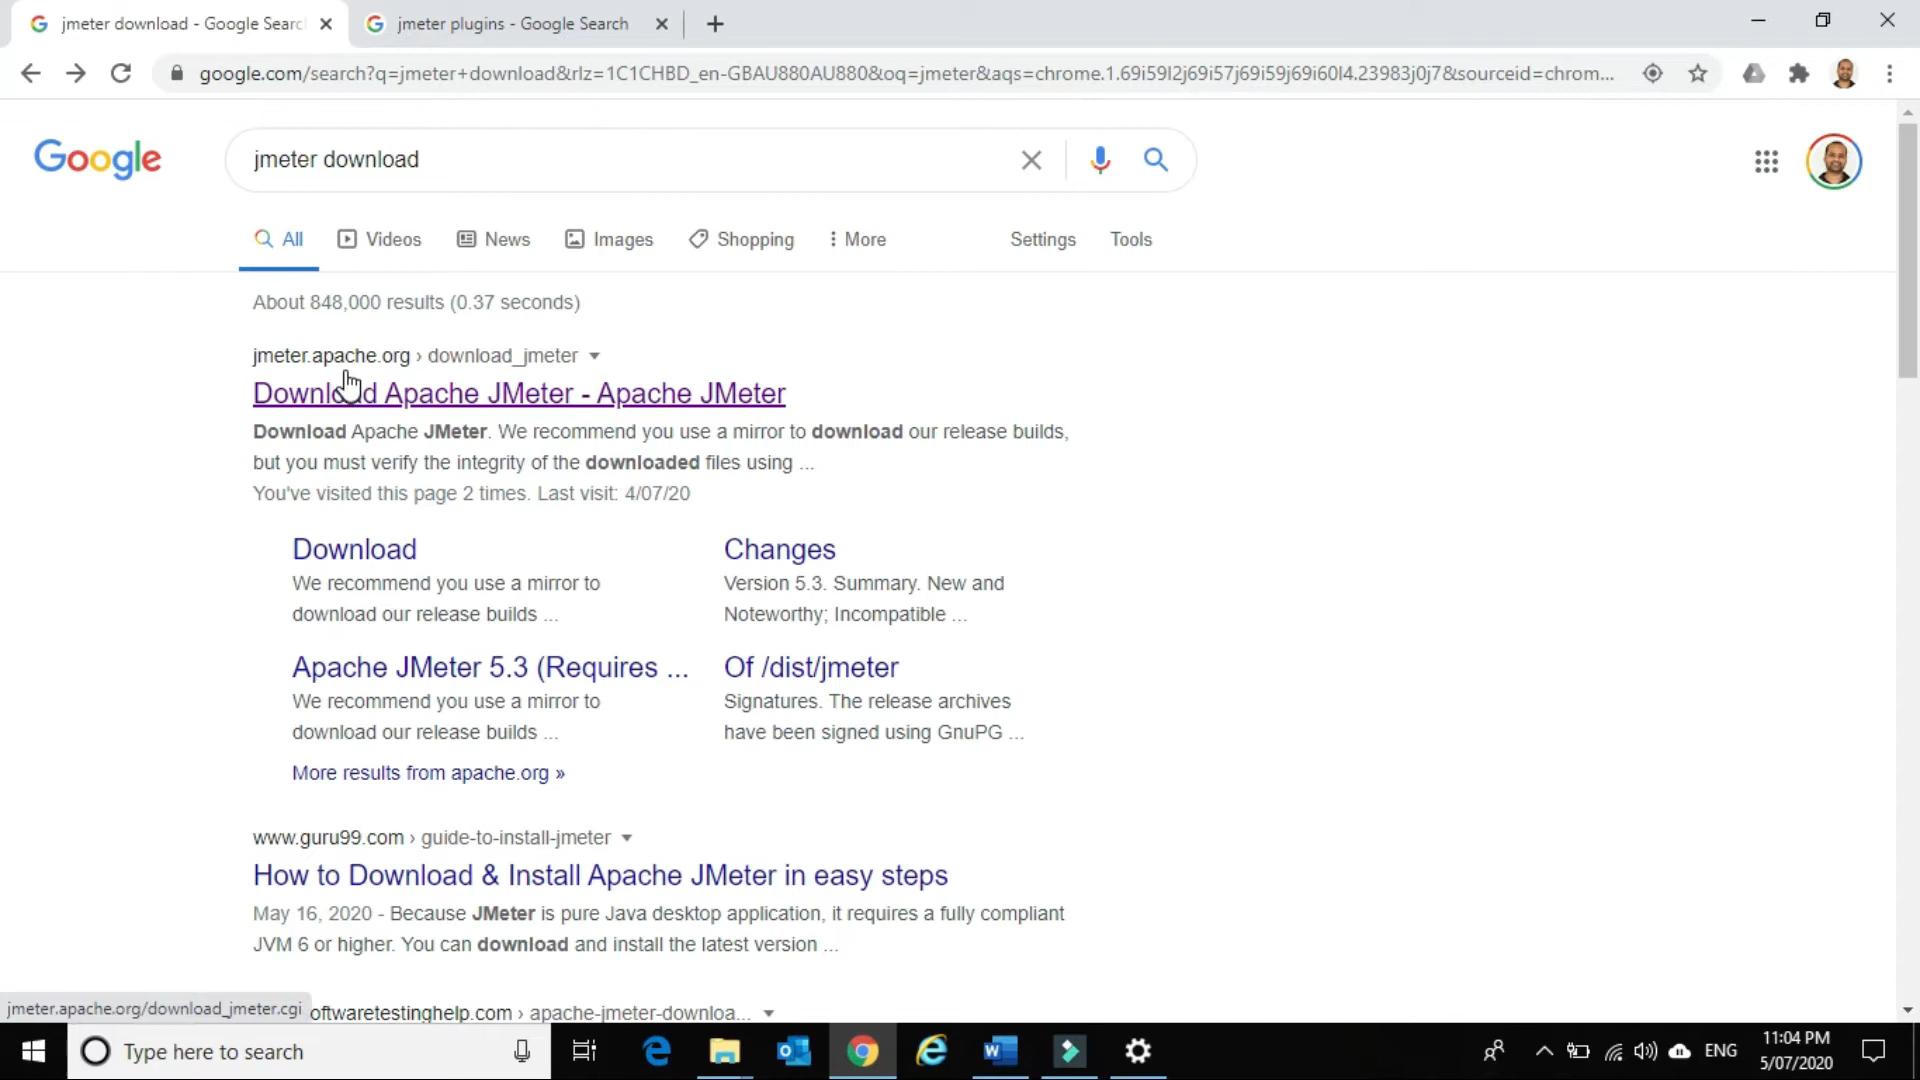 jmeter download - Google Searc
jmeter plugins - Google Search
google.com/search?q=jmeter+download&rlz=1C1CHBD_en-GBAU880AU880&oq=jmeter&aqs=chrome.1.69i59l2j69i57j69i59j69i60l4.23983j0j7&sourceid=chrom...
Google
jmeter download
All
Videos
News
Images
Shopping
More
Settings
Tools
About 848,000 results (0.37 seconds)
jmeter.apache.org › download_jmeter
Download Apache JMeter - Apache JMeter
Download Apache JMeter. We recommend you use a mirror to download our release builds,
but you must verify the integrity of the downloaded files using ...
You've visited this page 2 times. Last visit: 4/07/20
Download
We recommend you use a mirror to
download our release builds ...
Changes
Version 5.3. Summary. New and
Noteworthy; Incompatible ...
Apache JMeter 5.3 (Requires ...
We recommend you use a mirror to
download our release builds ...
Of /dist/jmeter
Signatures. The release archives
have been signed using GnuPG ...
More results from apache.org »
www.guru99.com › guide-to-install-jmeter
How to Download & Install Apache JMeter in easy steps
May 16, 2020 - Because JMeter is pure Java desktop application, it requires a fully compliant
JVM 6 or higher. You can download and install the latest version ...
jmeter.apache.org/download_jmeter.cgi
oftwaretestinghelp.com › apache-jmeter-downloa...
Type here to search
ENG
11:04 PM
5/07/2020